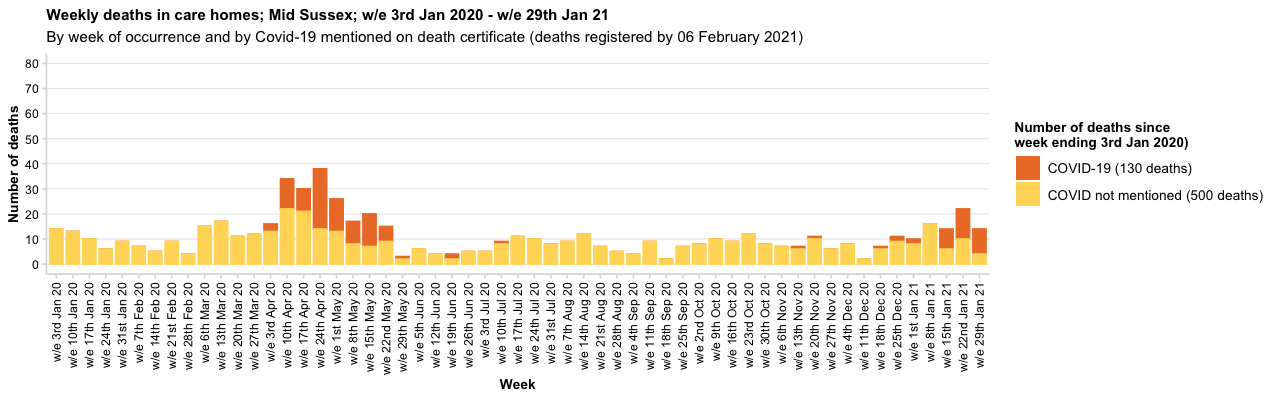 Weekly deaths in care homes; Mid Sussex; w/e 3rd Jan 2020 - w/e 29th Jan 21
By week of occurrence and by Covid-19 mentioned on death certificate (deaths registered by 06 February 2021)
Number of deaths
80
70
60
50
40
30
20
10
0
w/e 3rd Jan 20
w/e 10th Jan 20
w/e 17th Jan 20
w/e 24th Jan 20
w/e 31st Jan 20
w/e 7th Feb 20
w/e 14th Feb 20
w/e 21st Feb 20
w/e 28th Feb 20
w/e 6th Mar 20
w/e 13th Mar 20
w/e 20th Mar 20
w/e 27th Mar 20
w/e 3rd Apr 20
w/e 10th Apr 20
w/e 17th Apr 20
w/e 24th Apr 20
w/e 1st May 20
w/e 8th May 20
w/e 15th May 20
w/e 22nd May 20
w/e 29th May 20
w/e 5th Jun 20
w/e 12th Jun 20
w/e 19th Jun 20
w/e 26th Jun 20
w/e 3rd Jul 20
w/e 10th Jul 20
w/e 17th Jul 20
w/e 24th Jul 20
w/e 31st Jul 20
w/e 7th Aug 20
w/e 14th Aug 20
w/e 21st Aug 20
w/e 28th Aug 20
w/e 4th Sep 20
w/e 11th Sep 20
w/e 18th Sep 20
w/e 25th Sep 20
w/e 2nd Oct 20
w/e 9th Oct 20
w/e 16th Oct 20
w/e 23rd Oct 20
w/e 30th Oct 20
w/e 6th Nov 20
w/e 13th Nov 20
w/e 20th Nov 20
w/e 27th Nov 20
w/e 4th Dec 20
w/e 11th Dec 20
w/e 18th Dec 20
w/e 25th Dec 20
w/e 1st Jan 21
w/e 8th Jan 21
w/e 15th Jan 21
w/e 22nd Jan 21
w/e 29th Jan 21
Week
Number of deaths since
week ending 3rd Jan 2020)
COVID-19 (130 deaths)
COVID not mentioned (500 deaths)